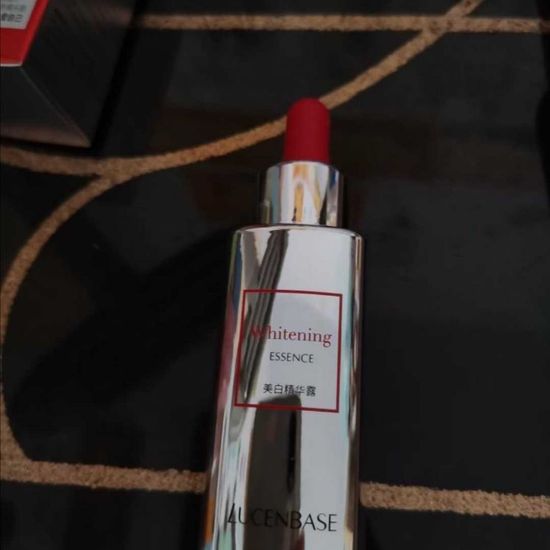 Whitening
ESSENCE
美白精华露
LUCENBASE